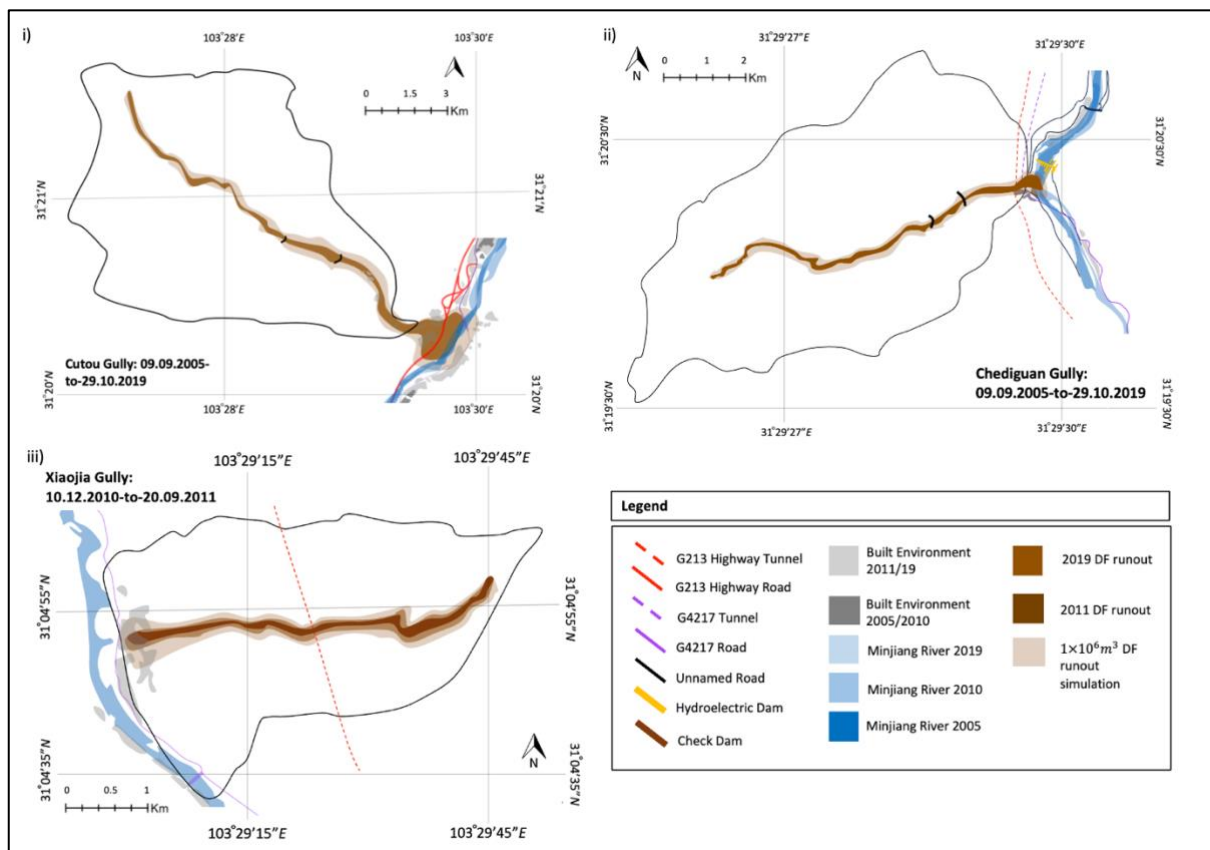 i)
103°28'E
103°30'E
N
0 1.5 3
Km
31°21'N
31°21'N
Cutou Gully: 09.09.2005-
to-29.10.2019
31°20'N
31°20'N
103°28'E
103°30'E
ii)
31°29'27"
31°29'30"
N
0 1 2
Km
31°20'30"N
31°20'30"N
Chediguan Gully:
09.09.2005-to-29.10.2019
31°19'30"N
31°19'30"N
31°29'27"
31°29'30"
iii)
103°29'15"E
103°29'45"E
Xiaojia Gully:
10.12.2010-to-20.09.2011
31°04'55"N
31°04'55"N
31°04'35"N
31°04'35"N
N
0 0.5 1
Km
103°29'15"E
103°29'45"E
Legend
G213 Highway Tunnel
G213 Highway Road
G4217 Tunnel
G4217 Road
Unnamed Road
Hydroelectric Dam
Check Dam
Built Environment
2011/19
Built Environment
2005/2010
Minjiang River 2019
Minjiang River 2010
Minjiang River 2005
2019 DF runout
2011 DF runout
1×10⁶m³ DF
runout
simulation